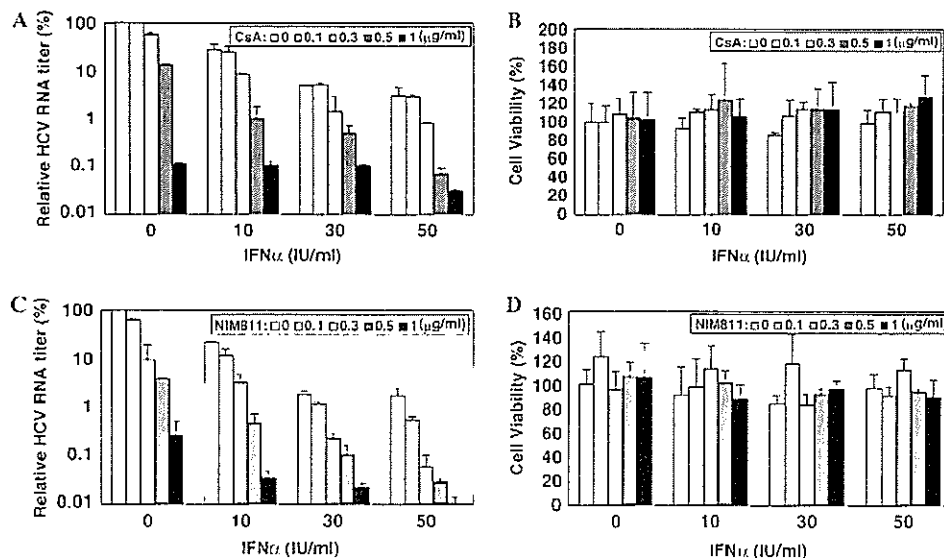 A
Relative HCV RNA titer (%)
100
10
1
0.1
0.01
CsA: 0 0.1 0.3 0.5 1 (μg/ml)
0 10 30 50
IFNα (IU/ml)
B
Cell Viability (%)
200
180
160
140
120
100
80
60
40
20
0
CsA: 0 0.1 0.3 0.5 1 (μg/ml)
0 10 30 50
IFNα (IU/ml)
C
Relative HCV RNA titer (%)
100
10
1
0.1
0.01
NIM811: 0 0.1 0.3 0.5 1 (μg/ml)
0 10 30 50
IFNα (IU/ml)
D
Cell Viability (%)
160
140
120
100
80
60
40
20
0
NIM811: 0 0.1 0.3 0.5 1 (μg/ml)
0 10 30 50
IFNα (IU/ml)